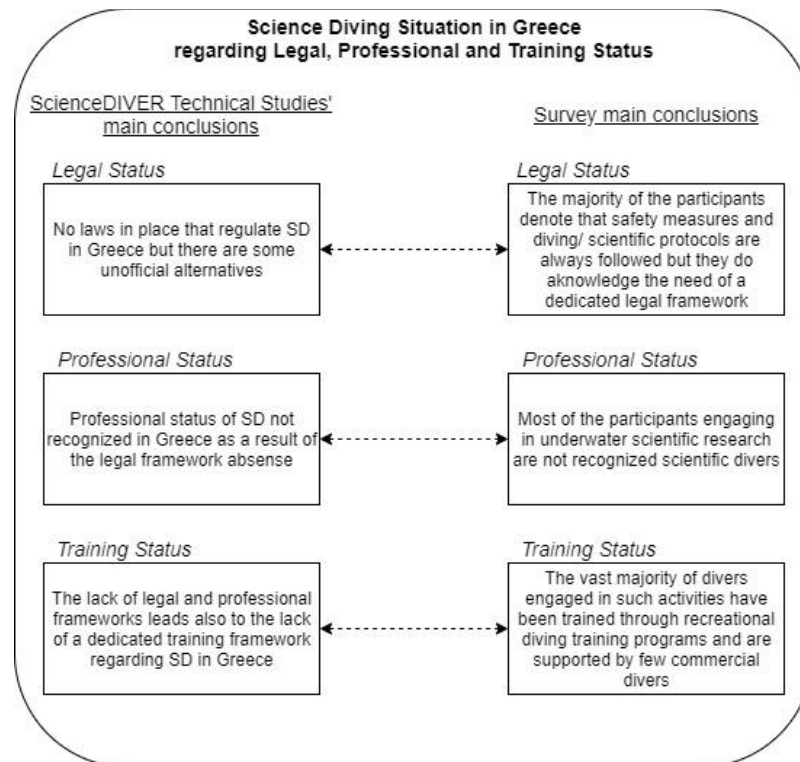 Science Diving Situation in Greece
regarding Legal, Professional and Training Status
ScienceDIVER Technical Studies'
main conclusions
Survey main conclusions
Legal Status
No laws in place that regulate SD
in Greece but there are some
unofficial alternatives
Legal Status
The majority of the participants
denote that safety measures and
diving/ scientific protocols are
always followed but they do
aknowledge the need of a
dedicated legal framework
Professional Status
Professional status of SD not
recognized in Greece as a result of
the legal framework absense
Professional Status
Most of the participants engaging
in underwater scientific research
are not recognized scientific divers
Training Status
The lack of legal and professional
frameworks leads also to the lack
of a dedicated training framework
regarding SD in Greece
Training Status
The vast majority of divers
engaged in such activities have
been trained through recreational
diving training programs and are
supported by few commercial
divers